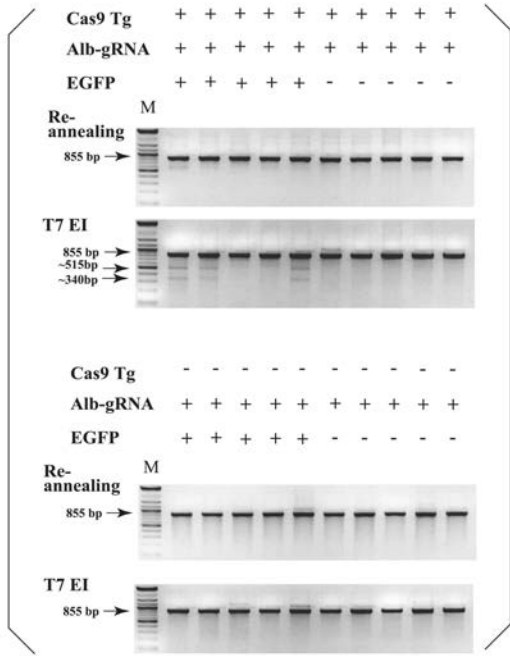 Cas9 Tg + + + + + + + + + +
Alb-gRNA + + + + + + + + + +
EGFP + + + + + - - - - -
M
Re-
annealing
855 bp
T7 EI
855 bp
~515bp
~340bp
Cas9 Tg - - - - - - - - - -
Alb-gRNA + + + + + + + + + +
EGFP + + + + + - - - - -
M
Re-
annealing
855 bp
T7 EI
855 bp